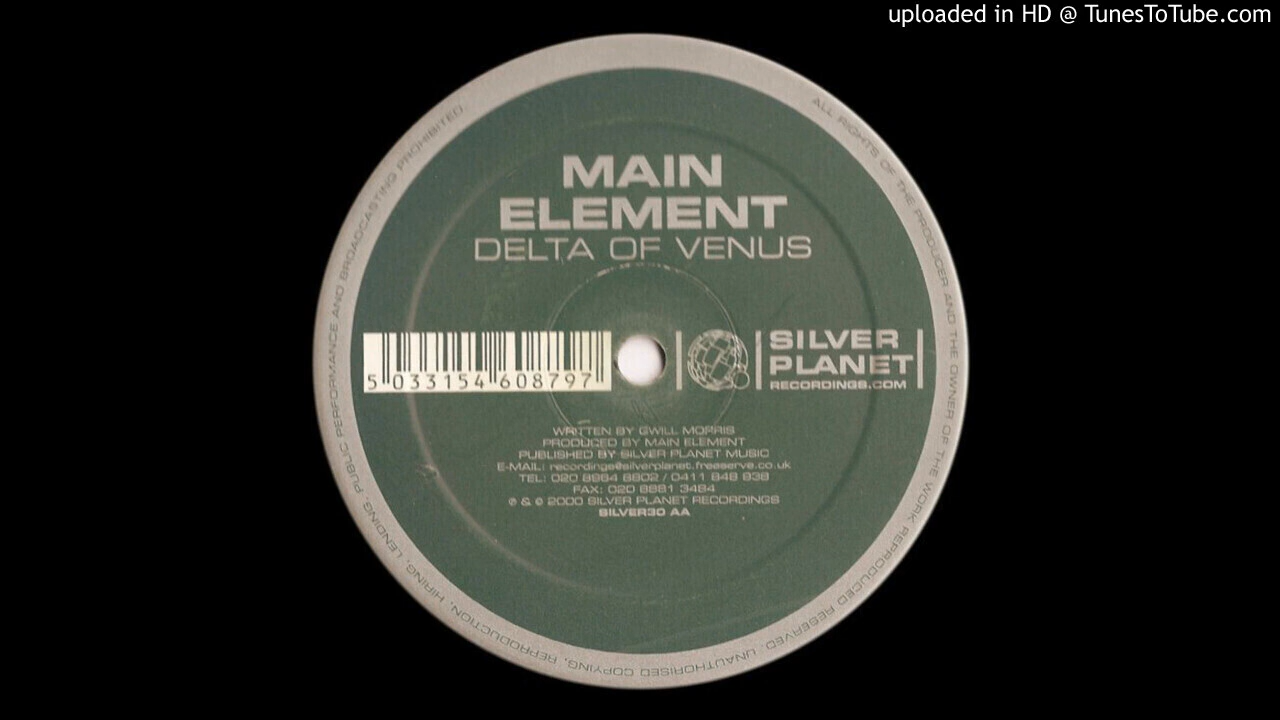 uploaded in HD @ TunesToTube.com
MAIN
ELEMENT
DELTA OF VENUS
5 033154 608797
SILVER
PLANET
RECORDINGS.COM
WRITTEN BY GWILL MORRIS
PRODUCED BY MAIN ELEMENT
PUBLISHED BY SILVER PLANET MUSIC
E-MAIL: recordings@silverplanet.freeserve.co.uk
TEL: 020 8964 8802 / 0411 848 938
FAX: 020 8881 3484
℗ & © 2000 SILVER PLANET RECORDINGS
SILVER30 AA
ALL RIGHTS OF THE PRODUCER AND THE OWNER OF THE WORK REPRODUCED RESERVED. UNAUTHORISED COPYING, REPRODUCTION, HIRING, LENDING, PUBLIC PERFORMANCE AND BROADCASTING PROHIBITED.